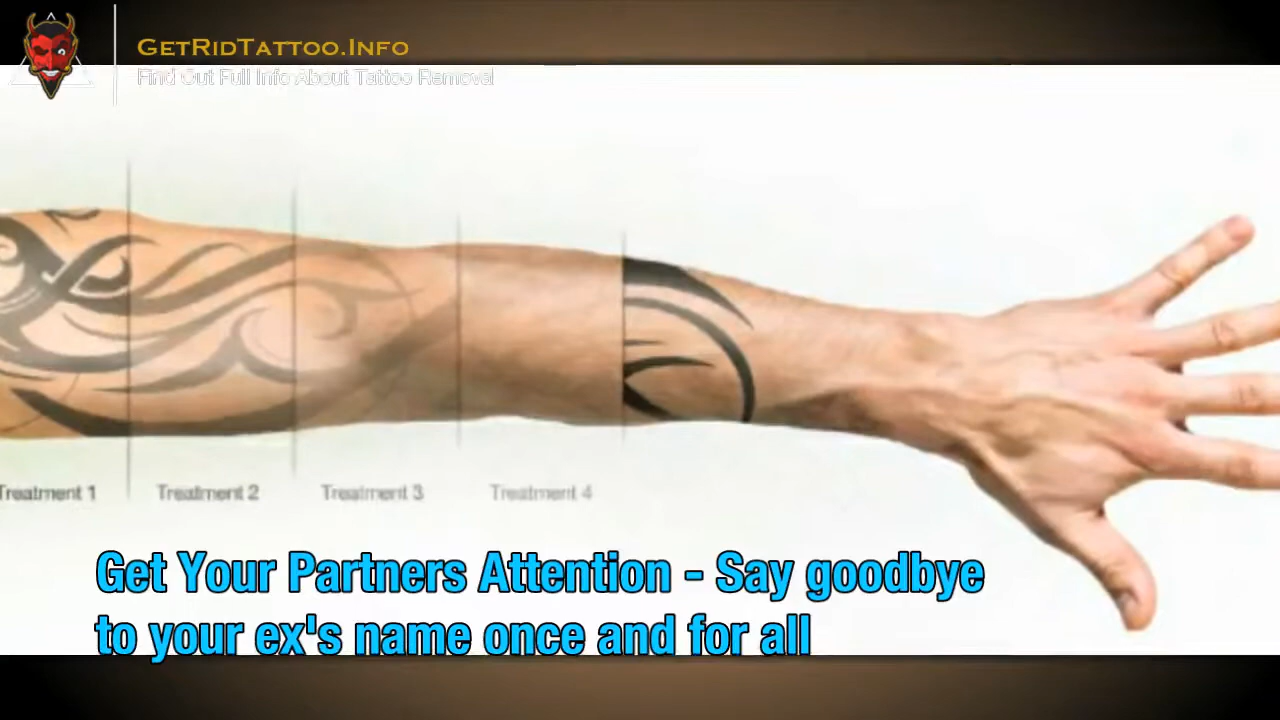 GetRidTattoo.Info
Find Out Full Info About Tattoo Removal
Treatment 1
Treatment 2
Treatment 3
Treatment 4
Get Your Partners Attention - Say goodbye
to your ex's name once and for all